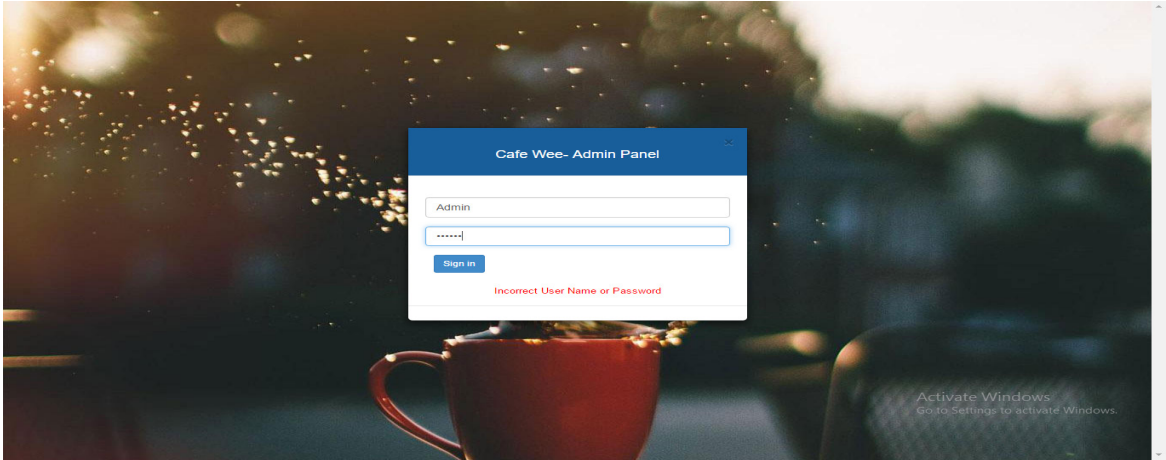 ×
Cafe Wee- Admin Panel
Admin
------
Sign in
Incorrect User Name or Password
Activate Windows
Go to Settings to activate Windows.